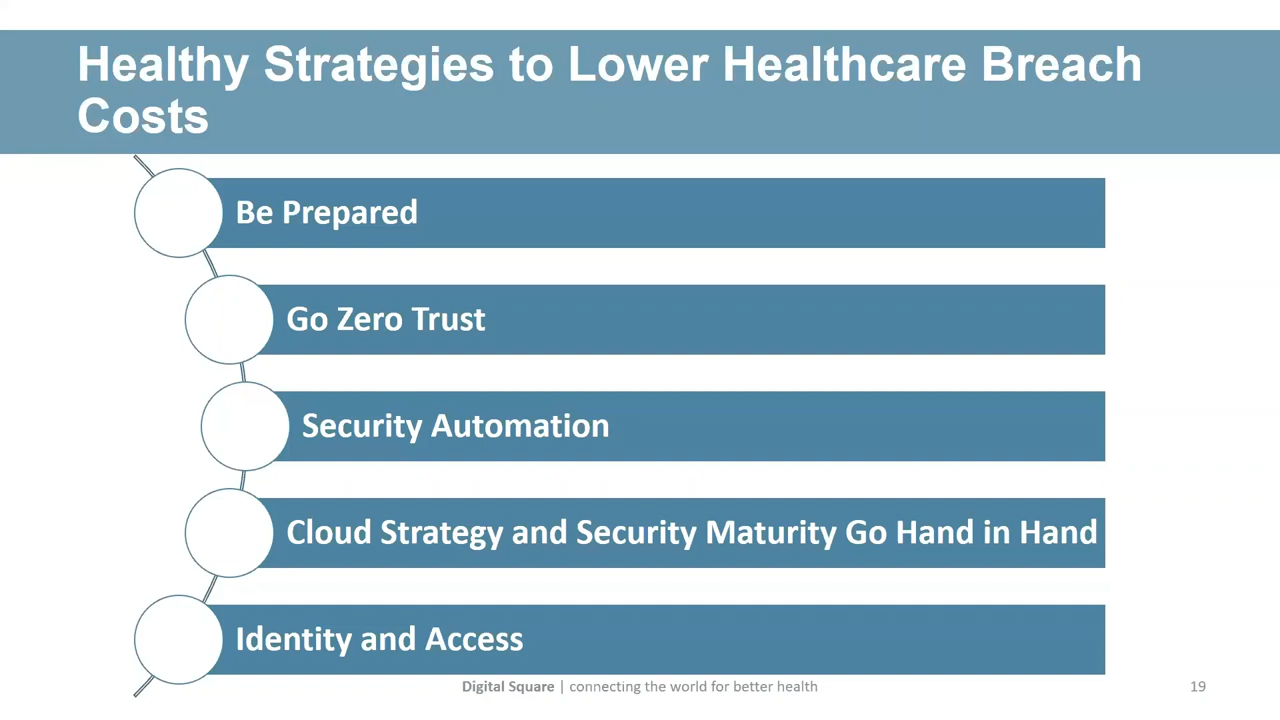 Healthy Strategies to Lower Healthcare Breach
Costs
Be Prepared
Go Zero Trust
Security Automation
Cloud Strategy and Security Maturity Go Hand in Hand
Identity and Access
Digital Square | connecting the world for better health
19